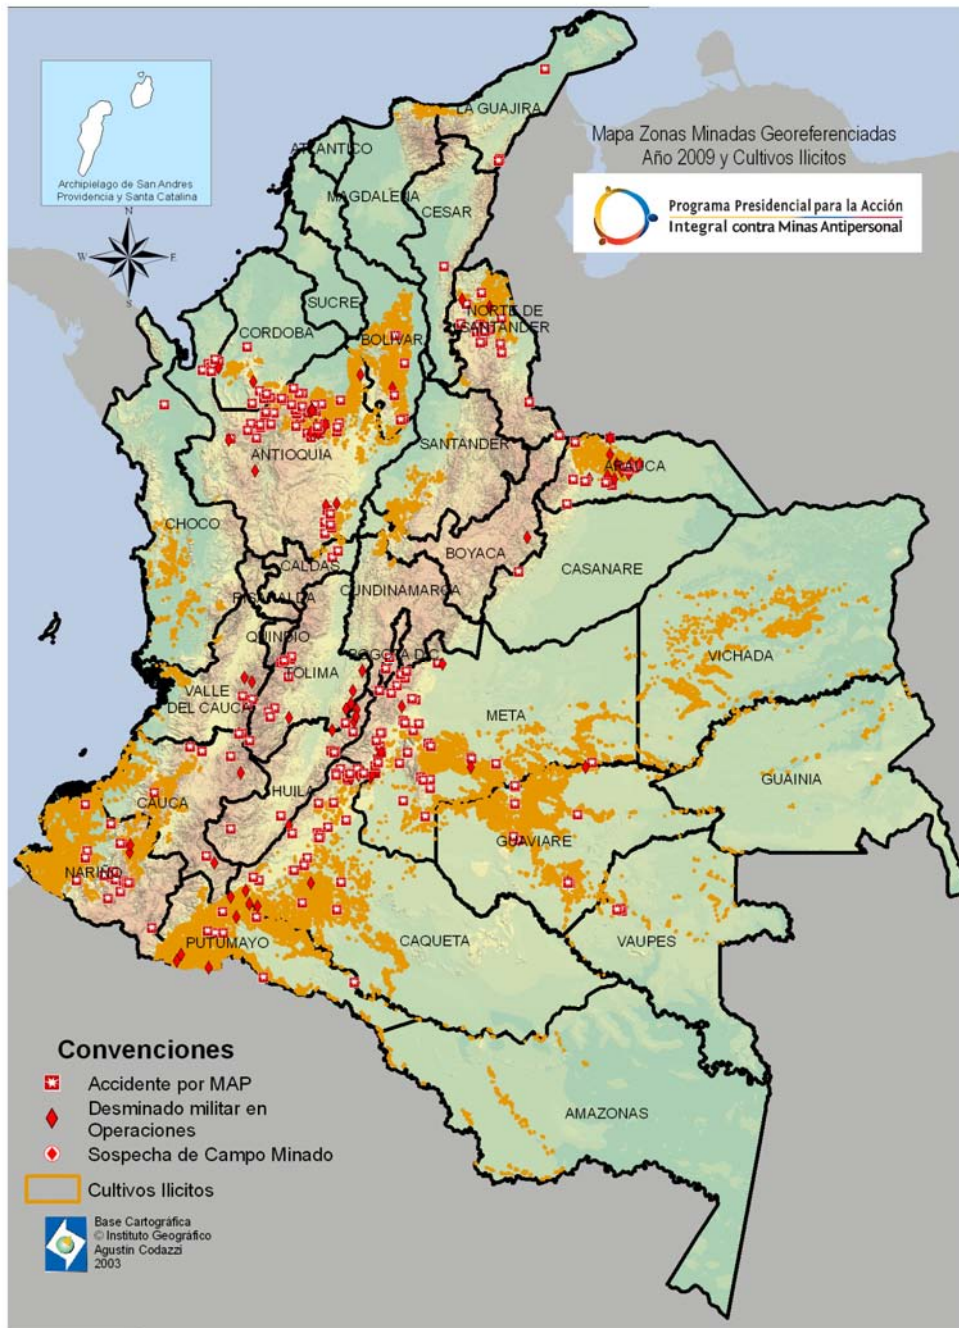 Archipielago de San Andres
Providencia y Santa Catalina
N
W
E
S
Mapa Zonas Minadas Georeferenciadas
Año 2009 y Cultivos Ilicitos
Programa Presidencial para la Acción
Integral contra Minas Antipersonal
LA GUAJIRA
ATLANTICO
MAGDALENA
CESAR
SUCRE
NORTE DE
SANTANDER
CORDOBA
BOLIVAR
SANTANDER
ANTIOQUIA
ARAUCA
CHOCO
BOYACA
CALDAS
CASANARE
CUNDINAMARCA
RISARALDA
QUINDIO
BOGOTA D.C.
TOLIMA
VICHADA
VALLE
DEL CAUCA
META
GUAINIA
HUILA
CAUCA
GUAVIARE
NARIÑO
PUTUMAYO
CAQUETA
VAUPES
AMAZONAS
Convenciones
Accidente por MAP
Desminado militar en
Operaciones
Sospecha de Campo Minado
Cultivos Ilicitos
Base Cartográfica
© Instituto Geográfico
Agustin Codazzi
2003